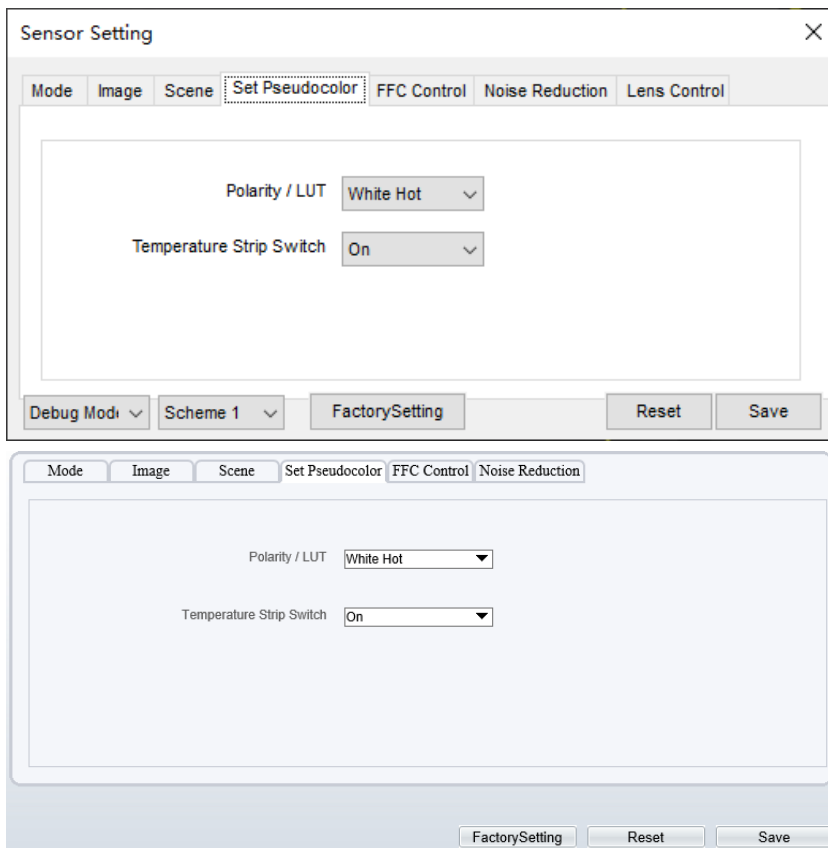 Sensor Setting
Mode Image Scene Set Pseudocolor FFC Control Noise Reduction Lens Control
Polarity / LUT White Hot
Temperature Strip Switch On
Debug Mod Scheme 1 FactorySetting Reset Save
Mode Image Scene Set Pseudocolor FFC Control Noise Reduction
Polarity / LUT White Hot
Temperature Strip Switch On
FactorySetting Reset Save